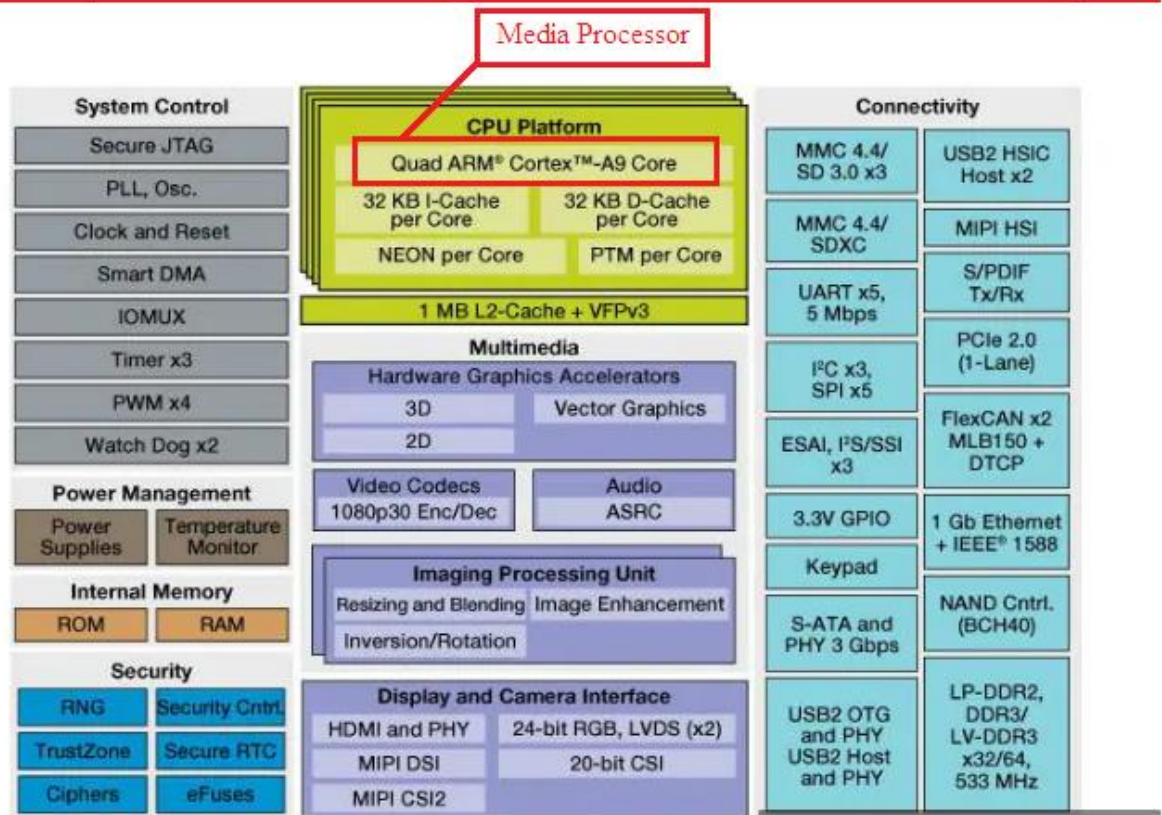 Media Processor
System Control
Secure JTAG
PLL, Osc.
Clock and Reset
Smart DMA
IOMUX
Timer x3
PWM x4
Watch Dog x2
Power Management
Power
Supplies
Temperature
Monitor
Internal Memory
ROM
RAM
Security
RNG
Security Cntrl.
TrustZone
Secure RTC
Ciphers
eFuses
CPU Platform
Quad ARM® Cortex™-A9 Core
32 KB I-Cache
per Core
32 KB D-Cache
per Core
NEON per Core
PTM per Core
1 MB L2-Cache + VFPv3
Multimedia
Hardware Graphics Accelerators
3D
Vector Graphics
2D
Video Codecs
1080p30 Enc/Dec
Audio
ASRC
Imaging Processing Unit
Resizing and Blending
Image Enhancement
Inversion/Rotation
Display and Camera Interface
HDMI and PHY
24-bit RGB, LVDS (x2)
MIPI DSI
20-bit CSI
MIPI CSI2
Connectivity
MMC 4.4/
SD 3.0 x3
MMC 4.4/
SDXC
UART x5,
5 Mbps
I²C x3,
SPI x5
ESAI, I²S/SSI
x3
3.3V GPIO
Keypad
S-ATA and
PHY 3 Gbps
USB2 OTG
and PHY
USB2 Host
and PHY
USB2 HSIC
Host x2
MIPI HSI
S/PDIF
Tx/Rx
PCIe 2.0
(1-Lane)
FlexCAN x2
MLB150 +
DTCP
1 Gb Ethernet
+ IEEE® 1588
NAND Cntrl.
(BCH40)
LP-DDR2,
DDR3/
LV-DDR3
x32/64,
533 MHz